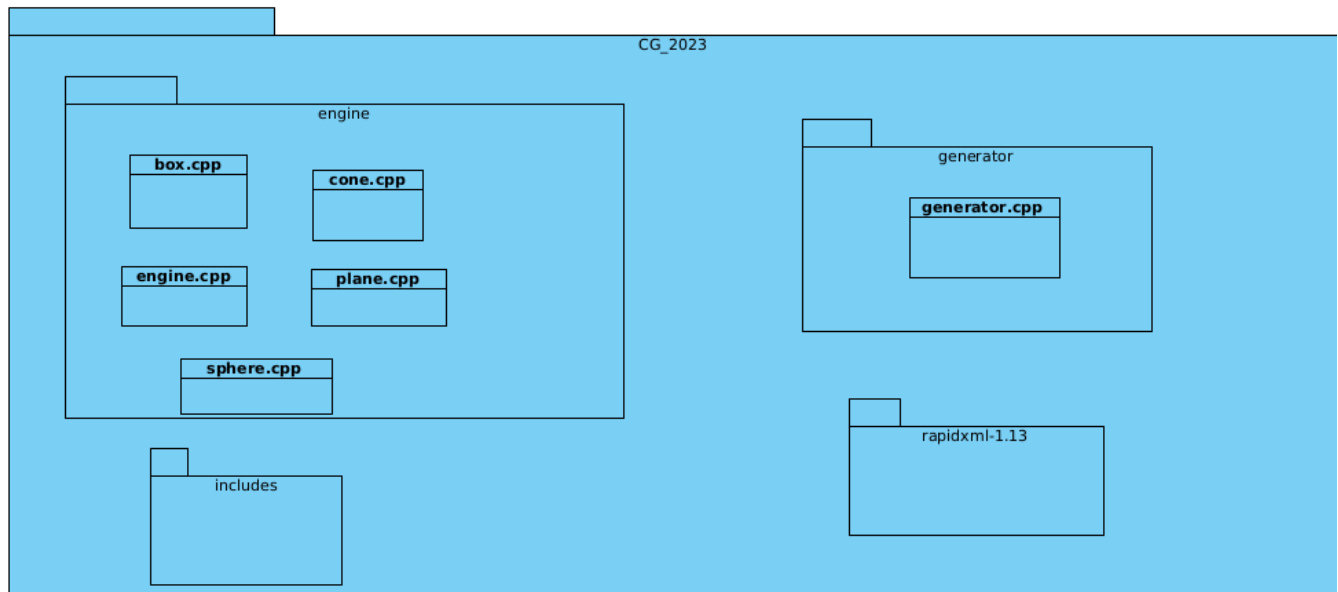 CG_2023
engine
box.cpp
cone.cpp
engine.cpp
plane.cpp
sphere.cpp
generator
generator.cpp
rapidxml-1.13
includes